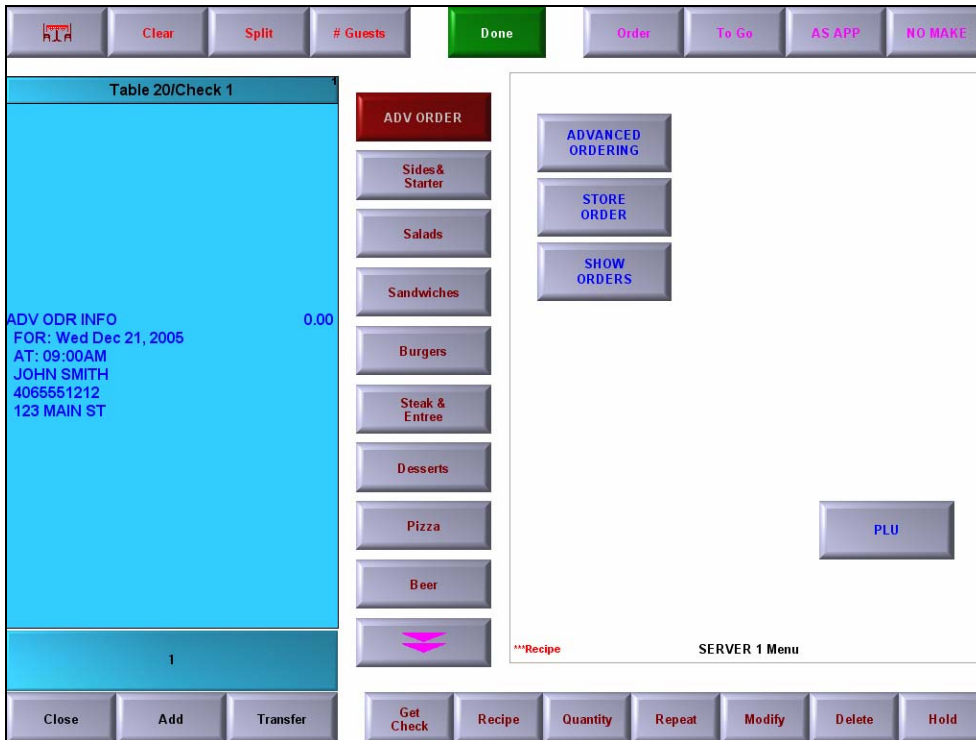 Clear
Split
# Guests
Done
Order
To Go
AS APP
NO MAKE
Table 20/Check 1
1
ADV ODR INFO 0.00
FOR: Wed Dec 21, 2005
AT: 09:00AM
JOHN SMITH
4065551212
123 MAIN ST
1
Close
Add
Transfer
ADV ORDER
Sides&
Starter
Salads
Sandwiches
Burgers
Steak &
Entree
Desserts
Pizza
Beer
ADVANCED
ORDERING
STORE
ORDER
SHOW
ORDERS
PLU
***Recipe
SERVER 1 Menu
Get
Check
Recipe
Quantity
Repeat
Modify
Delete
Hold